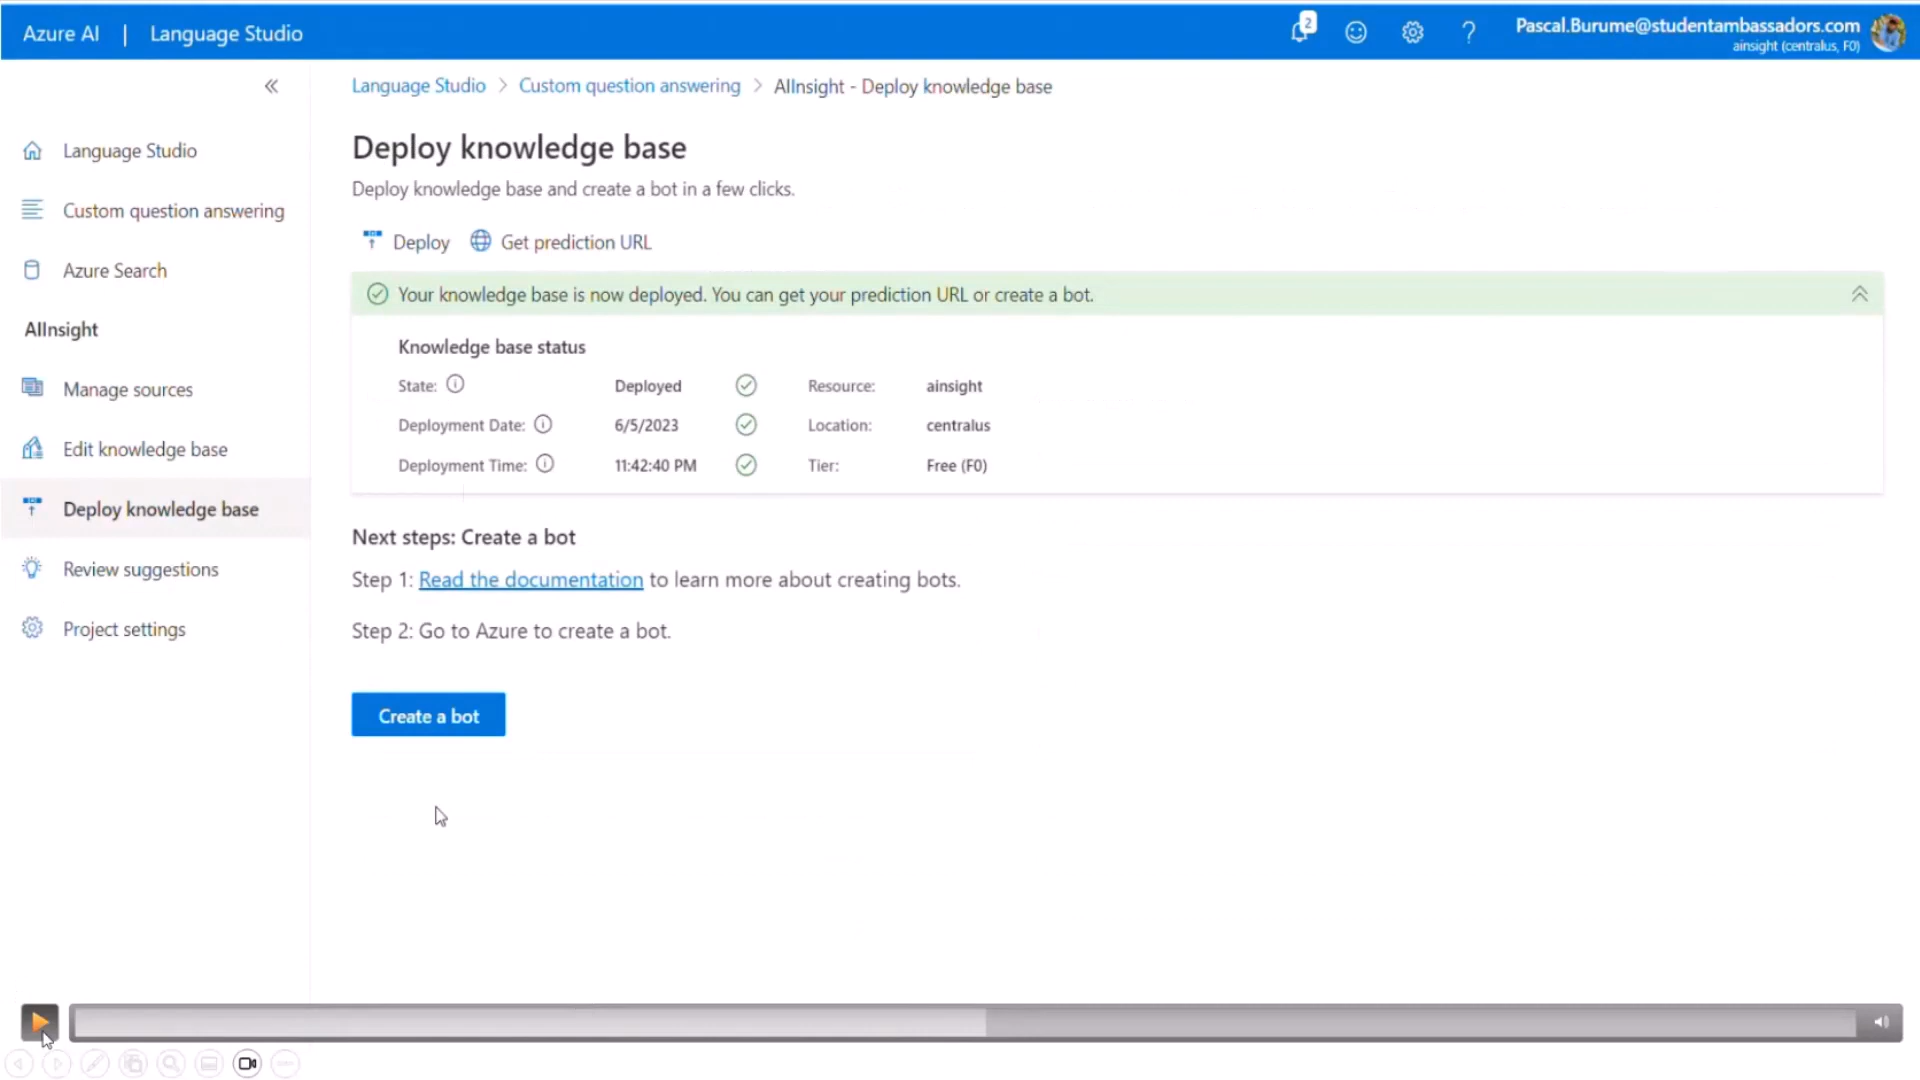 Azure AI | Language Studio
2
Pascal.Burume@studentambassadors.com
ainsight (centralus, F0)
Language Studio > Custom question answering > AIInsight - Deploy knowledge base
Language Studio
Custom question answering
Azure Search
AIInsight
Manage sources
Edit knowledge base
Deploy knowledge base
Review suggestions
Project settings
Deploy knowledge base
Deploy knowledge base and create a bot in a few clicks.
Deploy Get prediction URL
Your knowledge base is now deployed. You can get your prediction URL or create a bot.
Knowledge base status
State: Deployed Resource: ainsight
Deployment Date: 6/5/2023 Location: centralus
Deployment Time: 11:42:40 PM Tier: Free (F0)
Next steps: Create a bot
Step 1: Read the documentation to learn more about creating bots.
Step 2: Go to Azure to create a bot.
Create a bot